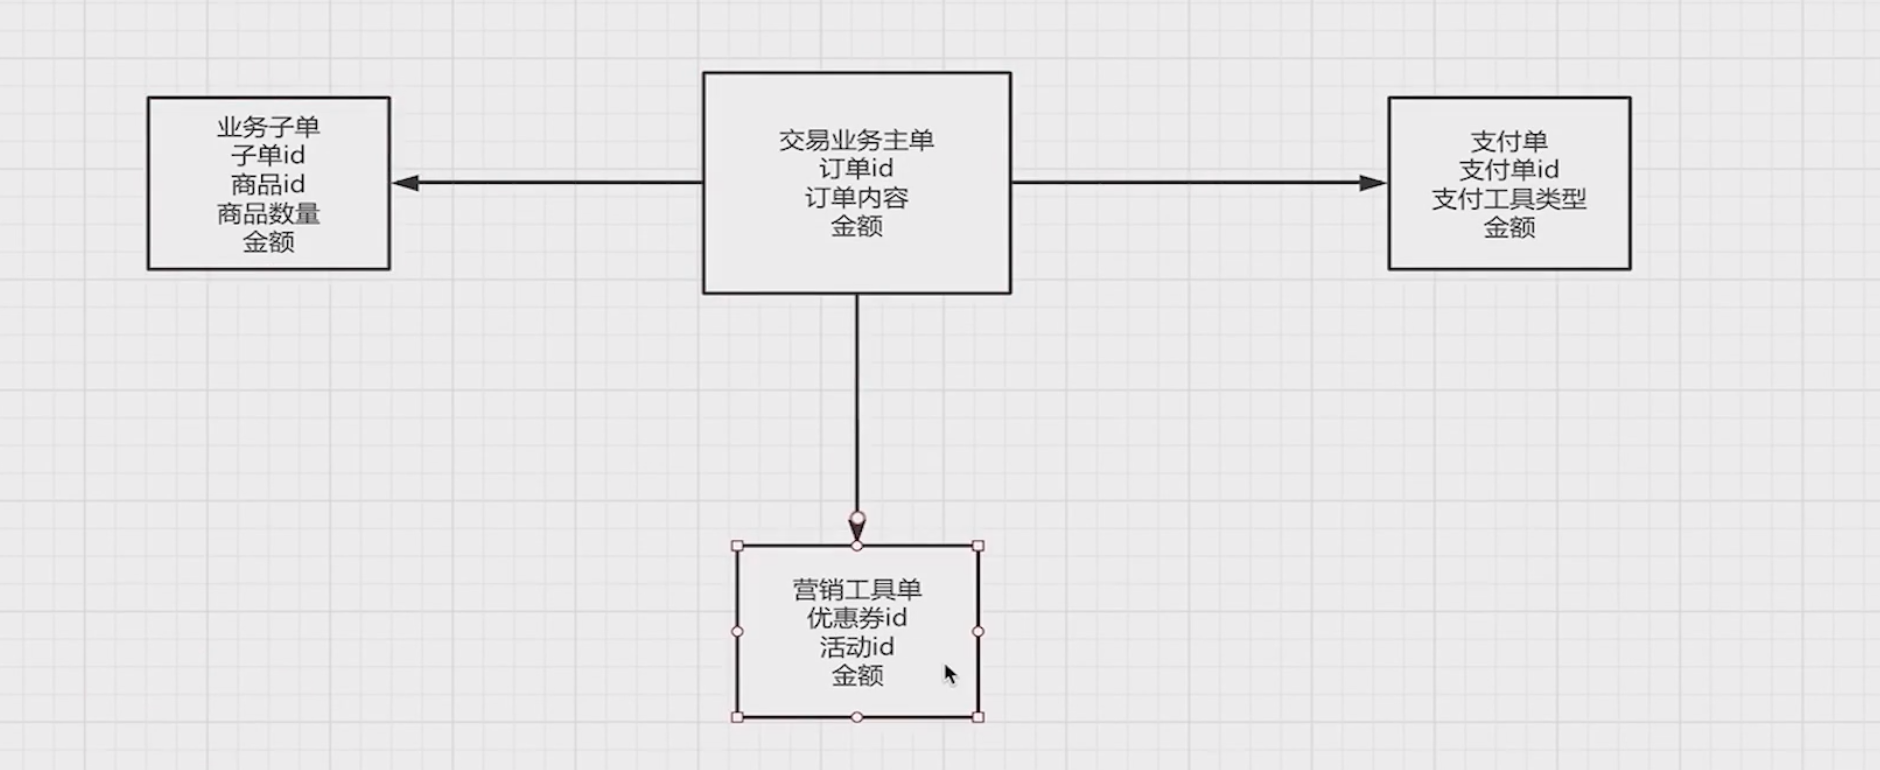 业务子单
子单id
商品id
商品数量
金额
交易业务主单
订单id
订单内容
金额
支付单
支付单id
支付工具类型
金额
营销工具单
优惠券id
活动id
金额